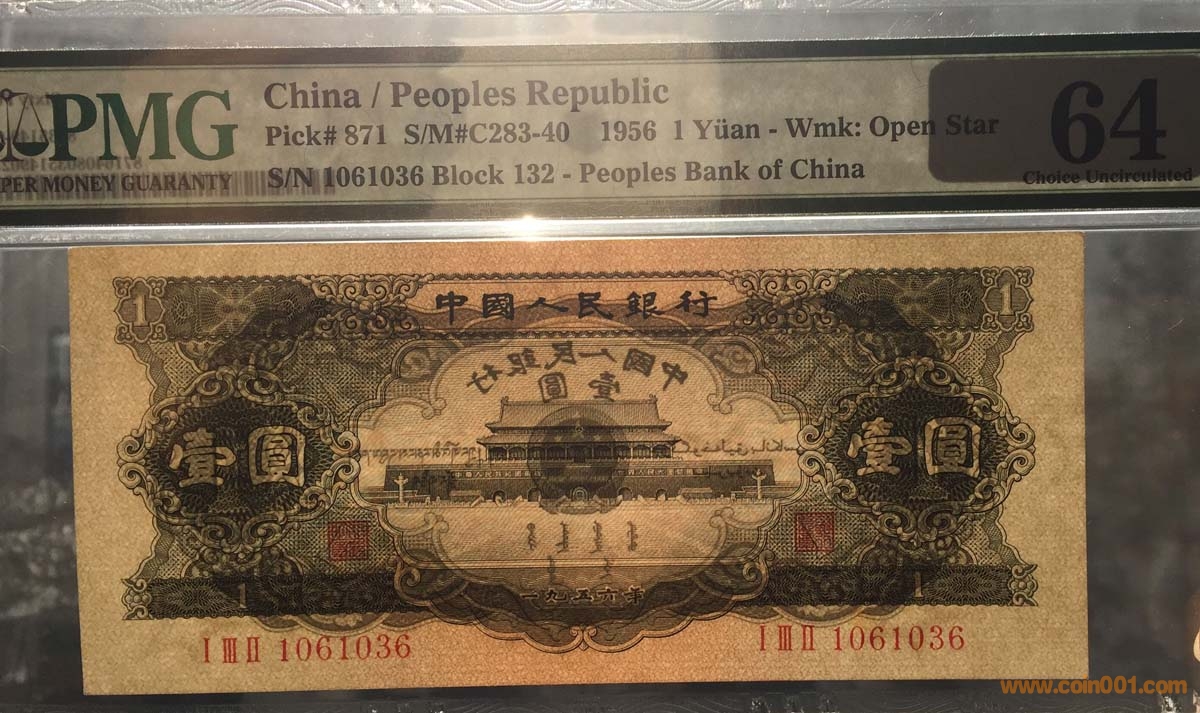 PMG
PER MONEY GUARANTY
China / Peoples Republic
Pick# 871 S/M#C283-40 1956 1 Yüan - Wmk: Open Star
S/N 1061036 Block 132 - Peoples Bank of China
64
Choice Uncirculated
1 中國人民銀行 1
中國人民銀行
壹圓
壹圓 壹圓
1 一九五六年 1
I III II 1061036 I III II 1061036
www.coin001.com